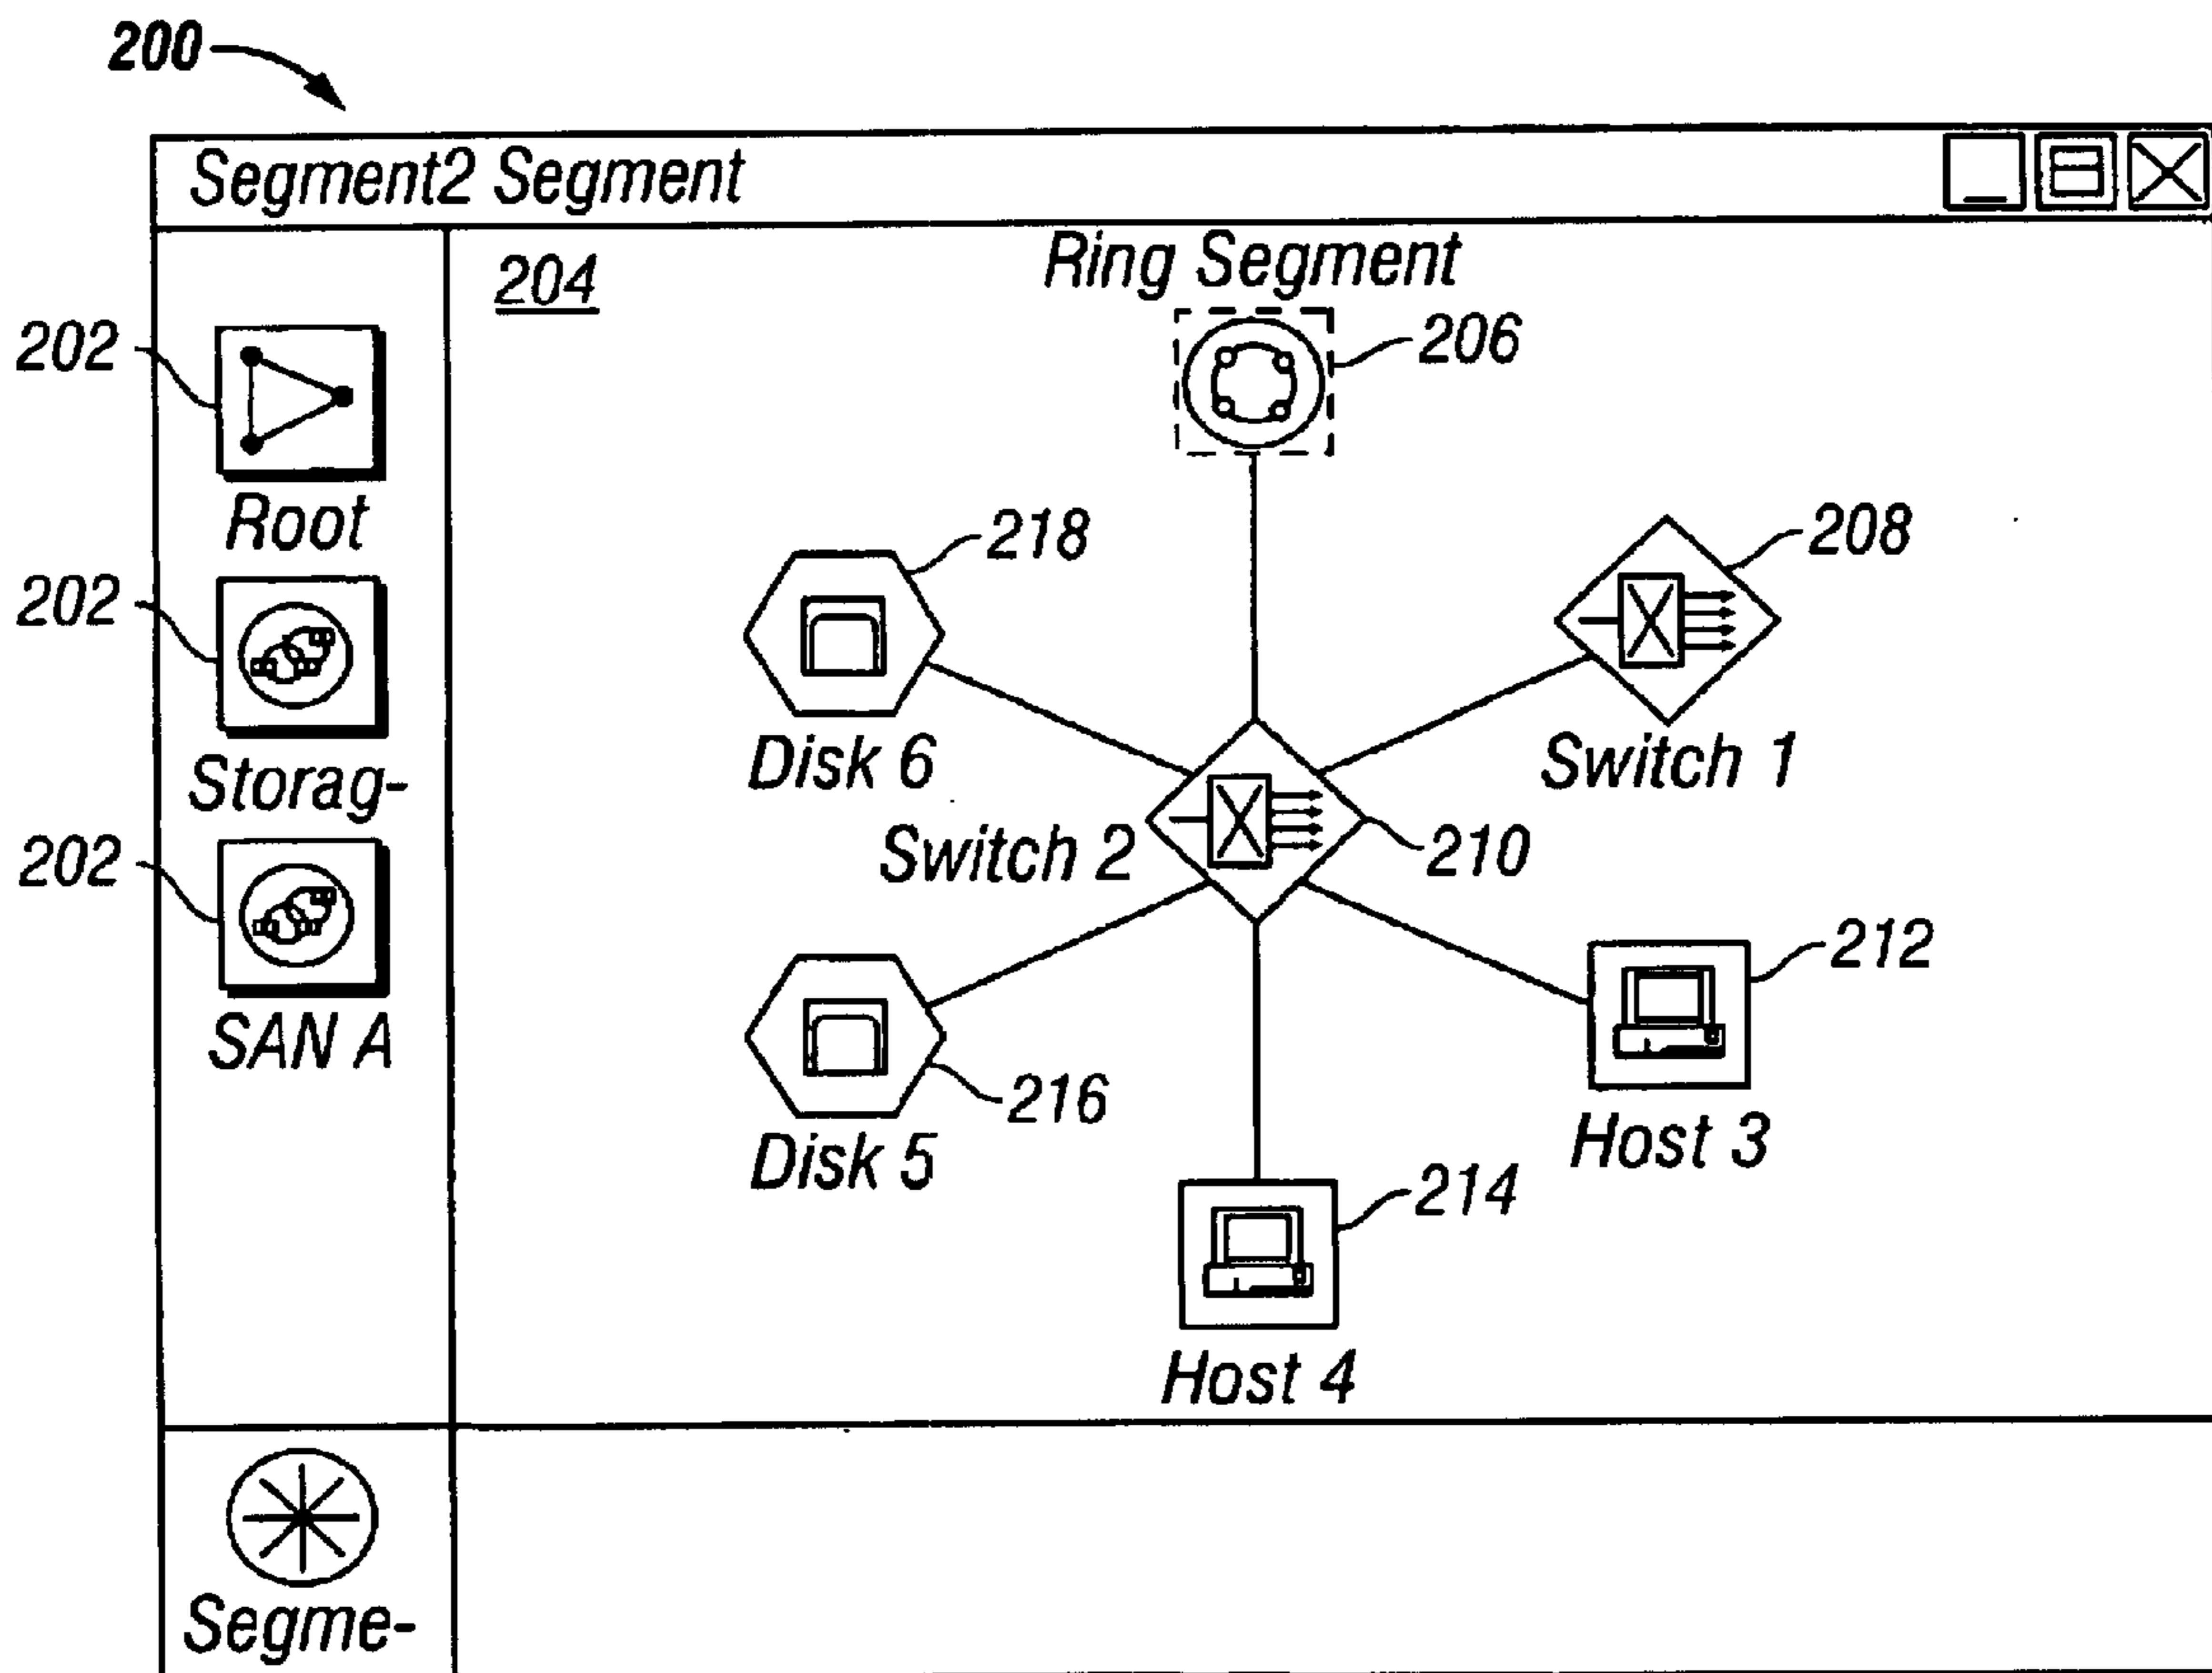 200
Segment2 Segment
204
Ring Segment
202
206
Root
218
208
202
Disk 6
Switch 1
Storag-
Switch 2
210
202
212
SAN A
216
Disk 5
Host 3
214
Host 4
Segme-